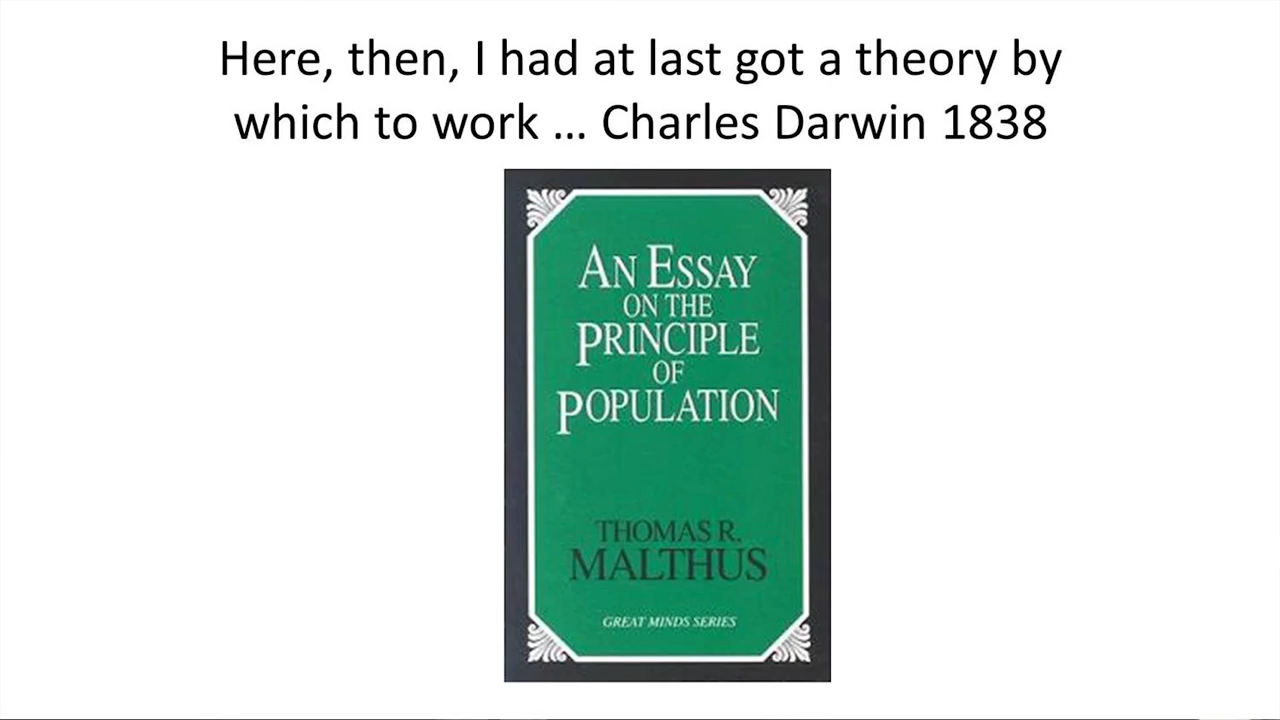 Here, then, I had at last got a theory by
which to work ... Charles Darwin 1838
AN ESSAY
ON THE
PRINCIPLE
OF
POPULATION
THOMAS R.
MALTHUS
GREAT MINDS SERIES